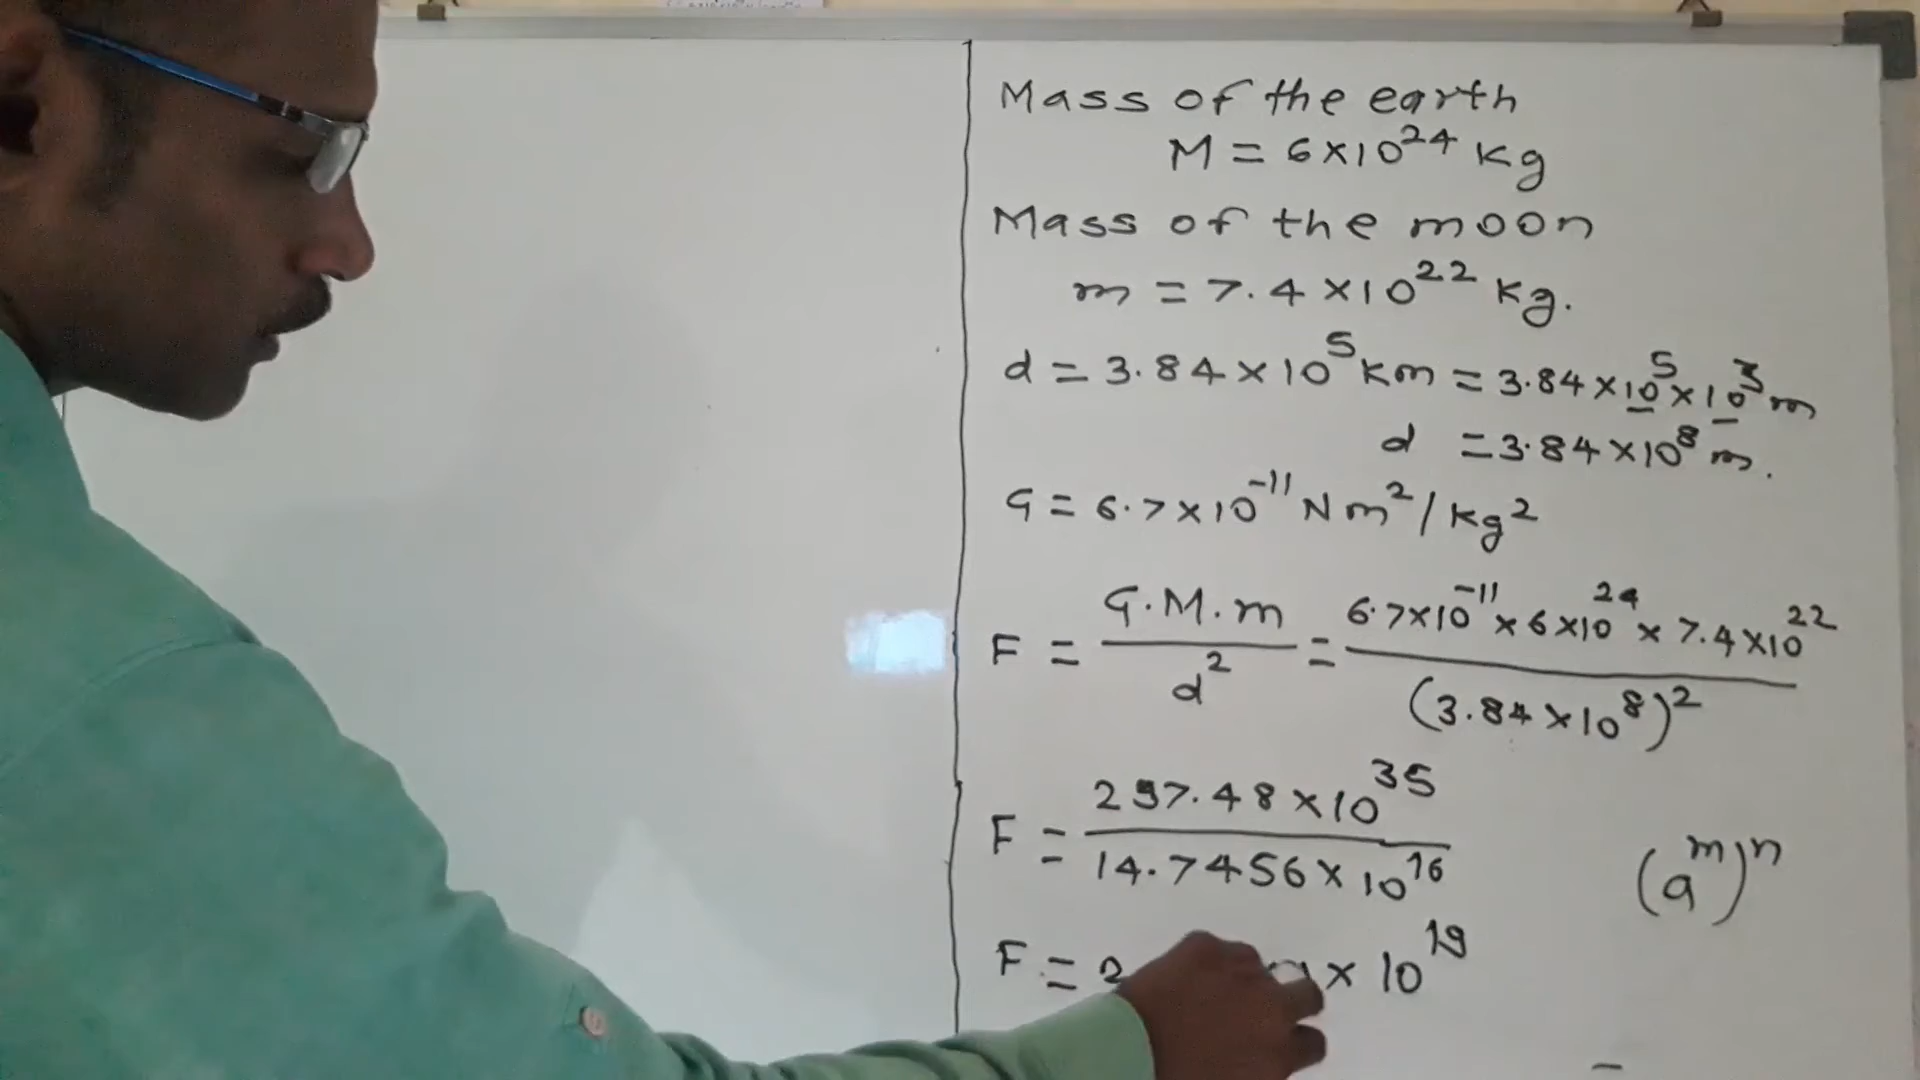 Mass of the earth
M = 6×10²⁴ kg
Mass of the moon
m = 7.4×10²² kg.
d = 3.84×10⁵ km = 3.84×10⁵×10³ m
d = 3.84×10⁸ m.
G = 6.7×10⁻¹¹ Nm²/kg²
F = G.M.m/d² = 6.7×10⁻¹¹×6×10²⁴×7.4×10²²/(3.84×10⁸)²
F = 297.48×10³⁵/14.7456×10¹⁶
(aᵐ)ⁿ
F = 2 × 10¹⁹